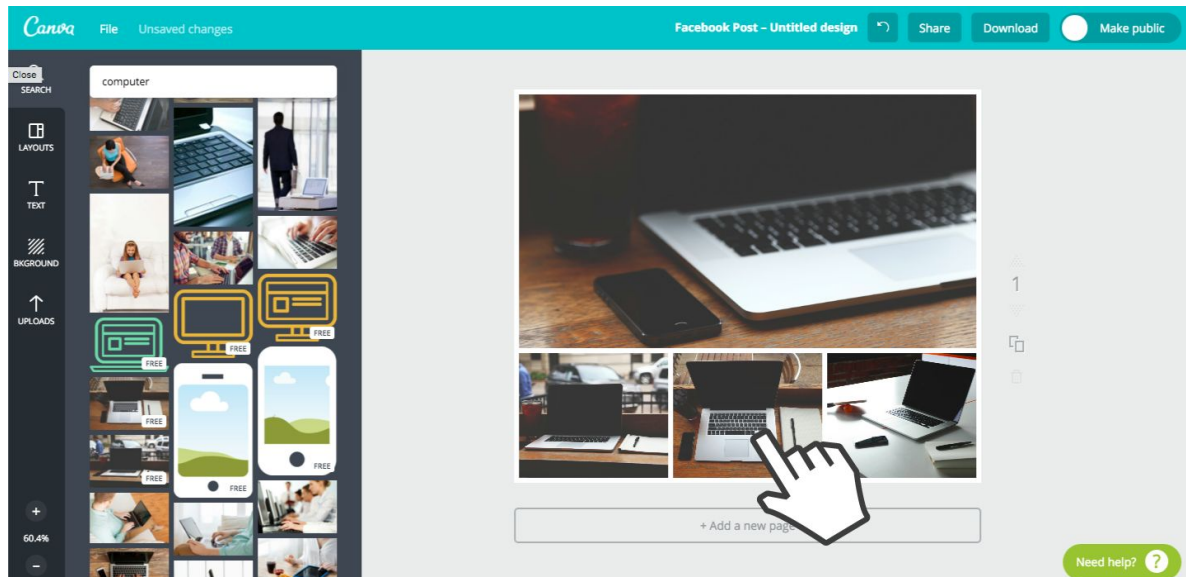 Canva
File
Unsaved changes
Facebook Post – Untitled design
Share
Download
Make public
Close
SEARCH
computer
LAYOUTS
TEXT
BKGROUND
UPLOADS
FREE
FREE
FREE
FREE
FREE
FREE
FREE
1
+ Add a new page
+
60.4%
–
Need help? ?